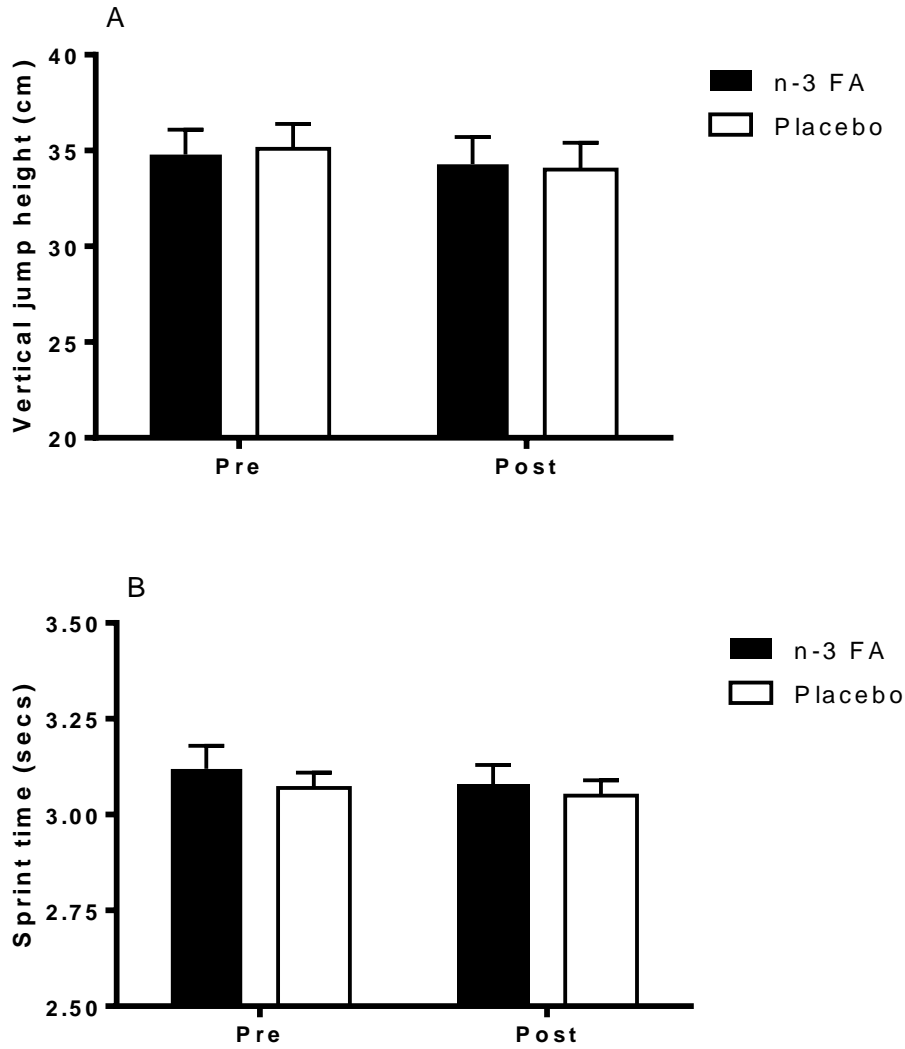 A
Vertical jump height (cm)
40
35
30
25
20
Pre
Post
n-3 FA
Placebo
B
Sprint time (secs)
3.50
3.25
3.00
2.75
2.50
Pre
Post
n-3 FA
Placebo